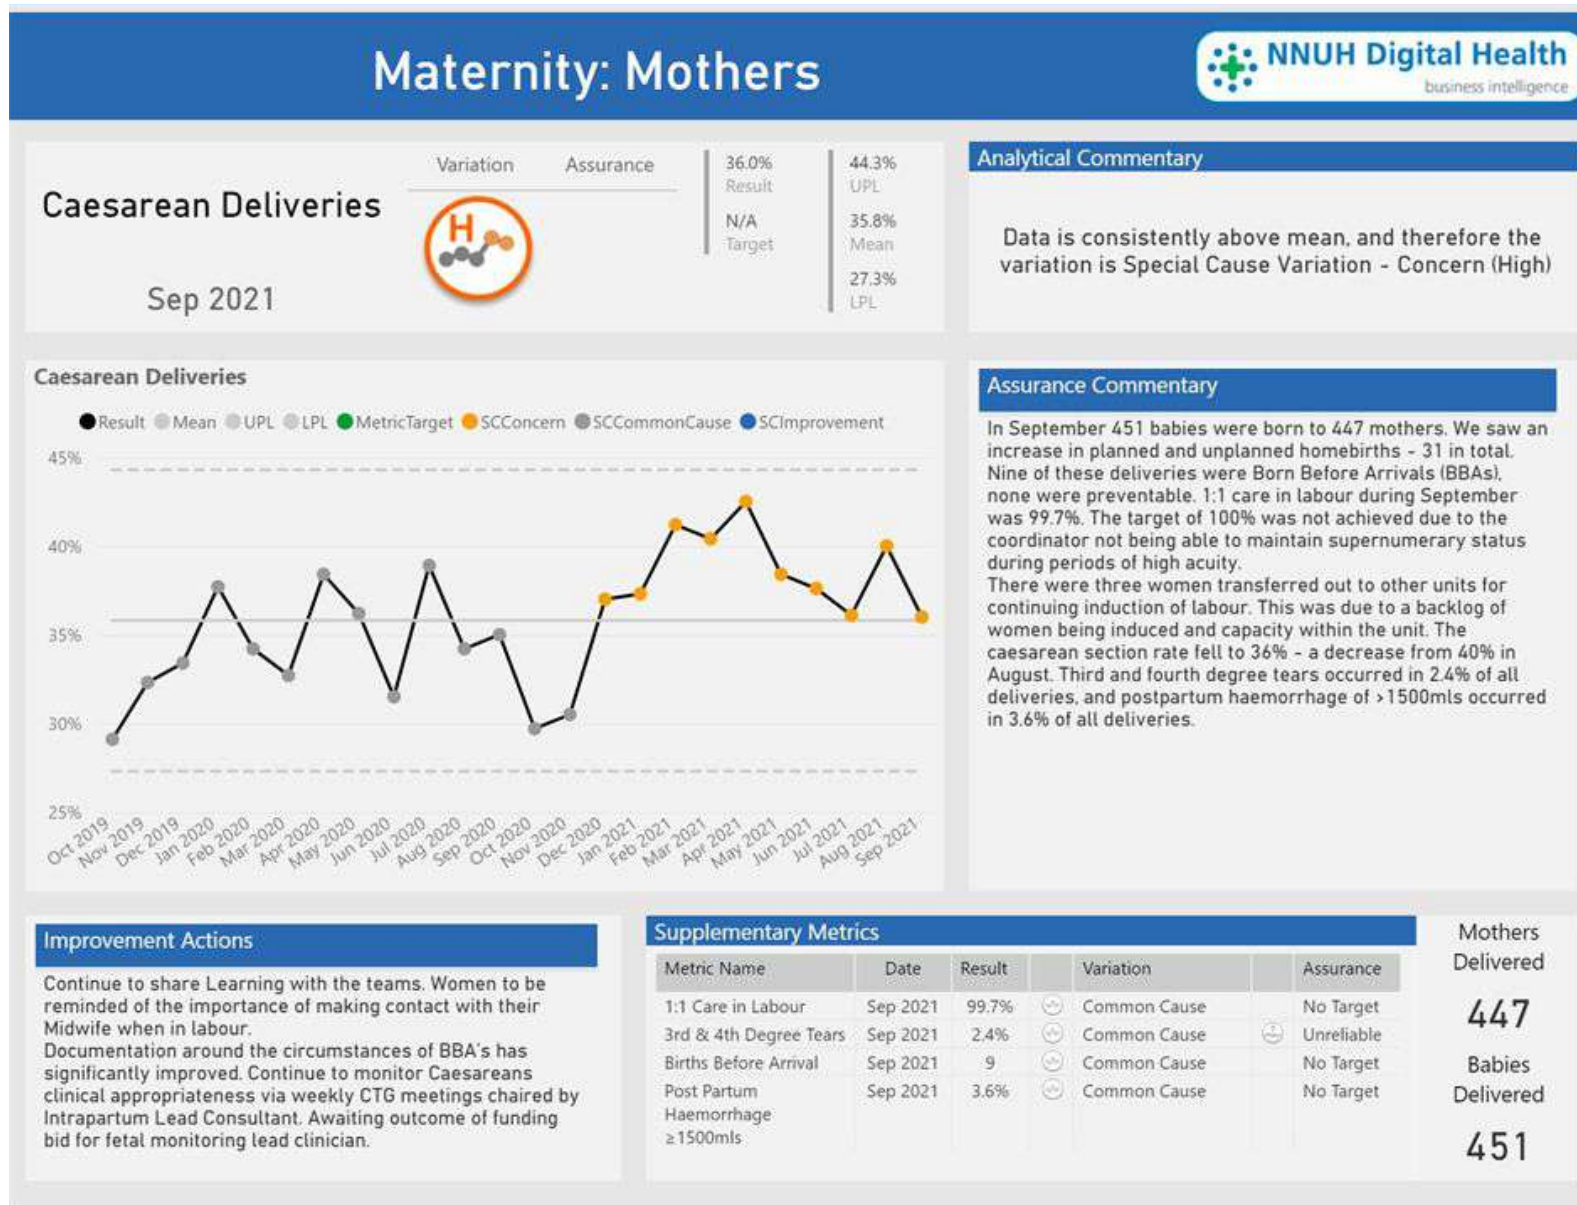 Maternity: Mothers
NNUH Digital Health
business intelligence
Caesarean Deliveries
Sep 2021
Variation
Assurance
H
36.0%
Result
N/A
Target
44.3%
UPL
35.8%
Mean
27.3%
LPL
Analytical Commentary
Data is consistently above mean, and therefore the
variation is Special Cause Variation - Concern (High)
Caesarean Deliveries
Result Mean UPL LPL MetricTarget SCConcern SCCommonCause SCImprovement
45%
40%
35%
30%
25%
Oct 2019
Nov 2019
Dec 2019
Jan 2020
Feb 2020
Mar 2020
Apr 2020
May 2020
Jun 2020
Jul 2020
Aug 2020
Sep 2020
Oct 2020
Nov 2020
Dec 2020
Jan 2021
Feb 2021
Mar 2021
Apr 2021
May 2021
Jun 2021
Jul 2021
Aug 2021
Sep 2021
Assurance Commentary
In September 451 babies were born to 447 mothers. We saw an
increase in planned and unplanned homebirths - 31 in total.
Nine of these deliveries were Born Before Arrivals (BBAs),
none were preventable. 1:1 care in labour during September
was 99.7%. The target of 100% was not achieved due to the
coordinator not being able to maintain supernumerary status
during periods of high acuity.
There were three women transferred out to other units for
continuing induction of labour. This was due to a backlog of
women being induced and capacity within the unit. The
caesarean section rate fell to 36% - a decrease from 40% in
August. Third and fourth degree tears occurred in 2.4% of all
deliveries, and postpartum haemorrhage of >1500mls occurred
in 3.6% of all deliveries.
Improvement Actions
Continue to share Learning with the teams. Women to be
reminded of the importance of making contact with their
Midwife when in labour.
Documentation around the circumstances of BBA's has
significantly improved. Continue to monitor Caesareans
clinical appropriateness via weekly CTG meetings chaired by
Intrapartum Lead Consultant. Awaiting outcome of funding
bid for fetal monitoring lead clinician.
Supplementary Metrics
Metric Name Date Result Variation Assurance
1:1 Care in Labour Sep 2021 99.7% Common Cause No Target
3rd & 4th Degree Tears Sep 2021 2.4% Common Cause Unreliable
Births Before Arrival Sep 2021 9 Common Cause No Target
Post Partum Sep 2021 3.6% Common Cause No Target
Haemorrhage
≥1500mls
Mothers
Delivered
447
Babies
Delivered
451